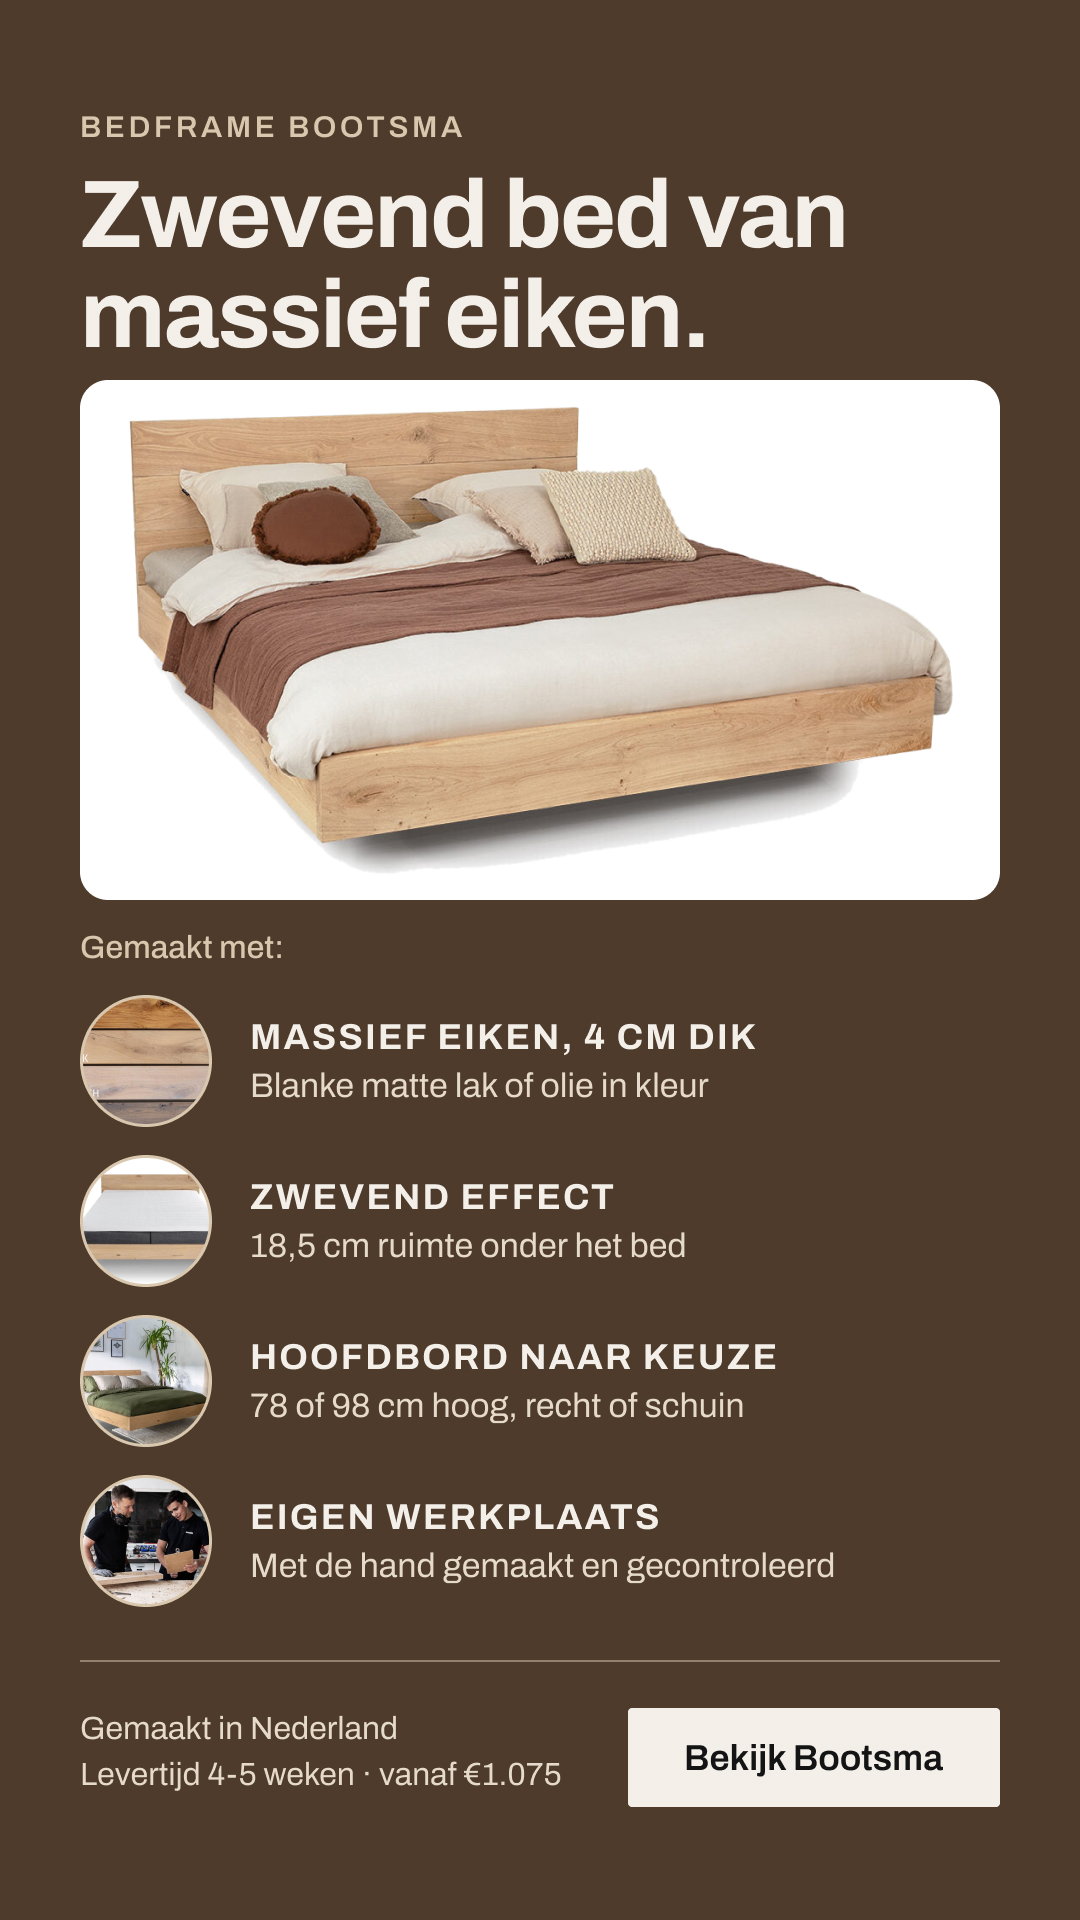 BEDFRAME BOOTSMA
Zwevend bed van
massief eiken.
Gemaakt met:
MASSIEF EIKEN, 4 CM DIK
Blanke matte lak of olie in kleur
ZWEVEND EFFECT
18,5 cm ruimte onder het bed
HOOFDBORD NAAR KEUZE
78 of 98 cm hoog, recht of schuin
EIGEN WERKPLAATS
Met de hand gemaakt en gecontroleerd
Gemaakt in Nederland
Levertijd 4-5 weken · vanaf €1.075
Bekijk Bootsma